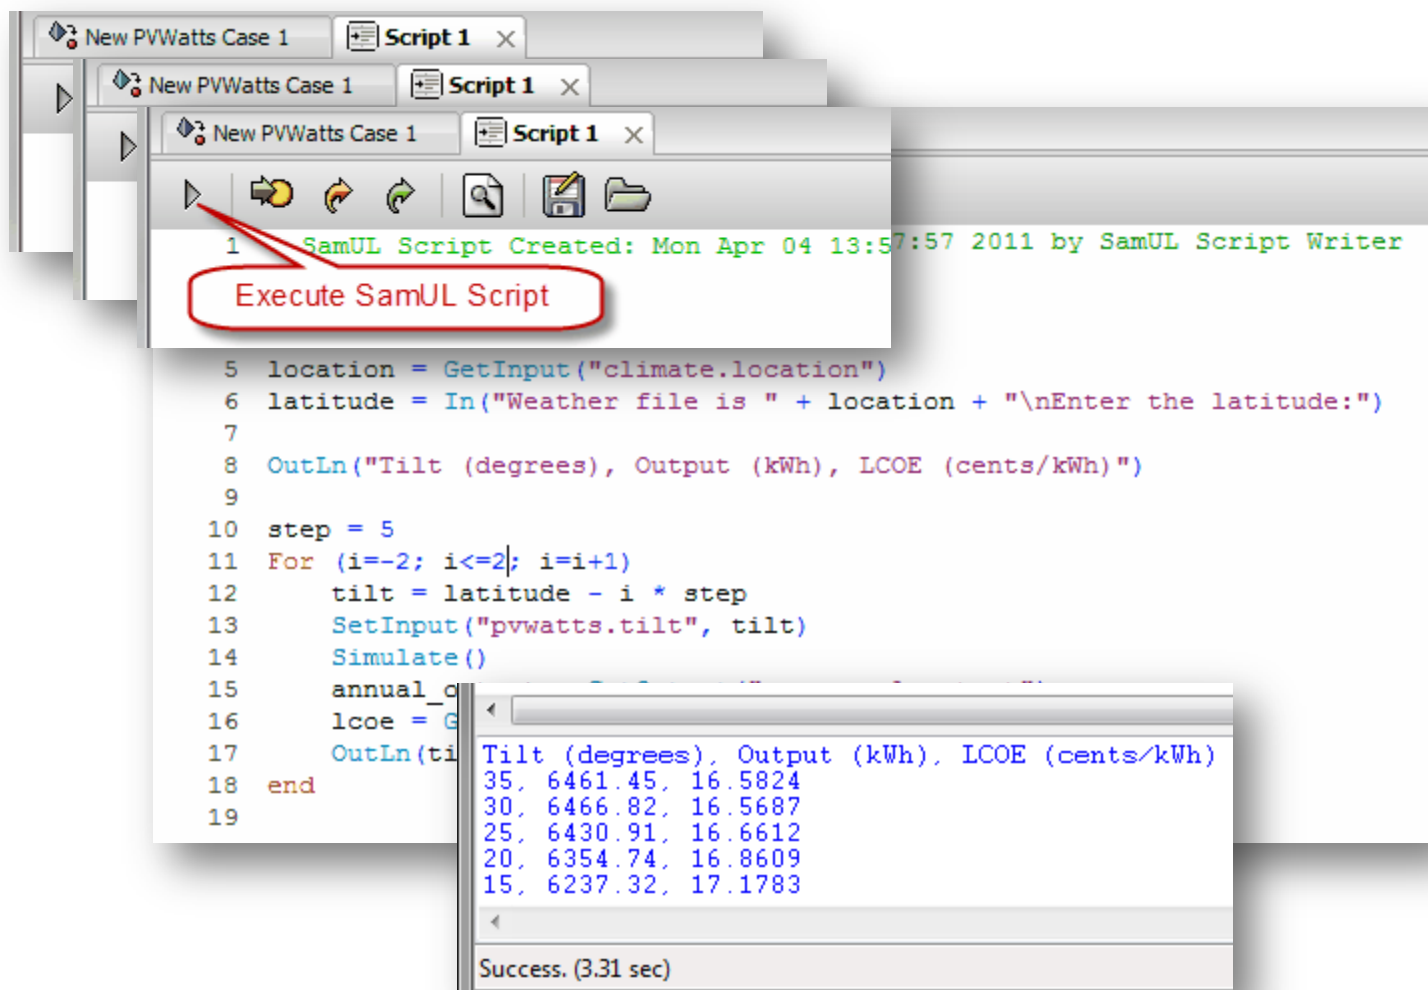 New PVWatts Case 1 Script 1
New PVWatts Case 1 Script 1
New PVWatts Case 1 Script 1
1 SamUL Script Created: Mon Apr 04 13:57:57 2011 by SamUL Script Writer
Execute SamUL Script
5 location = GetInput("climate.location")
6 latitude = In("Weather file is " + location + "\nEnter the latitude:")
7
8 OutLn("Tilt (degrees), Output (kWh), LCOE (cents/kWh)")
9
10 step = 5
11 For (i=-2; i<=2; i=i+1)
12 tilt = latitude - i * step
13 SetInput("pvwatts.tilt", tilt)
14 Simulate()
15 annual_o
16 lcoe = G
17 OutLn(ti
18 end
19
Tilt (degrees), Output (kWh), LCOE (cents/kWh)
35, 6461.45, 16.5824
30, 6466.82, 16.5687
25, 6430.91, 16.6612
20, 6354.74, 16.8609
15, 6237.32, 17.1783
Success. (3.31 sec)